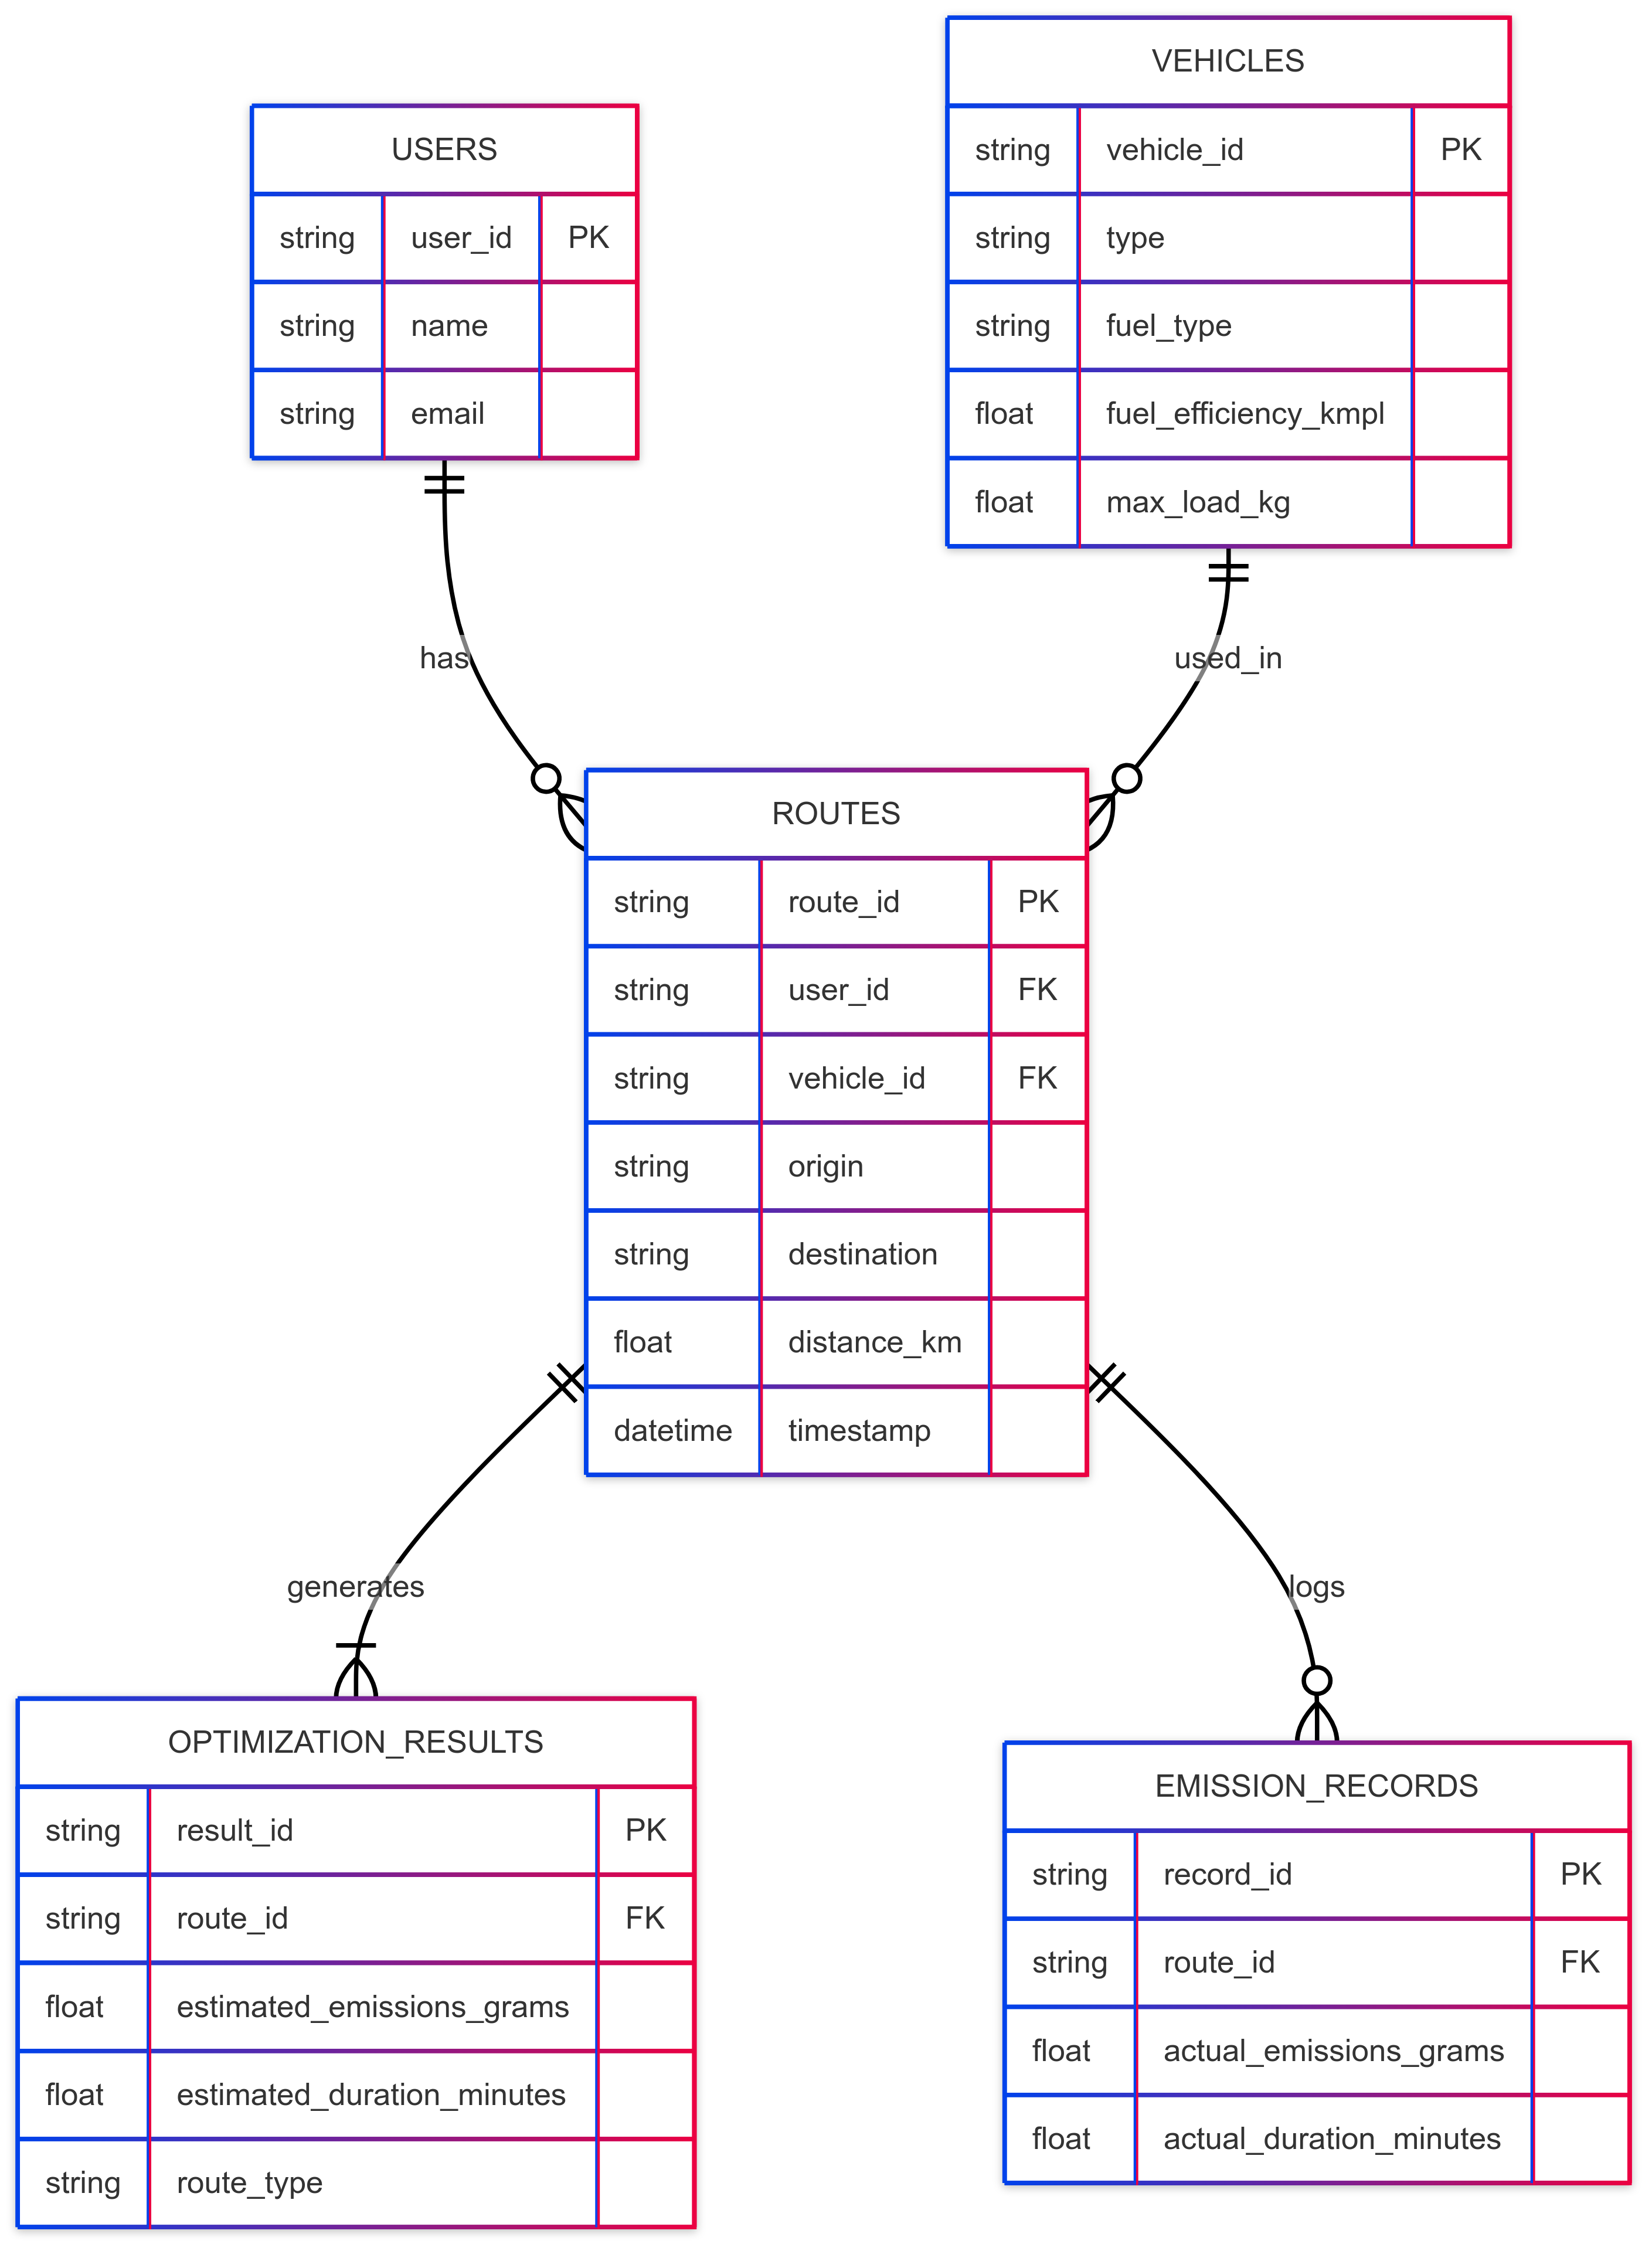 VEHICLES
string vehicle_id PK
string type
string fuel_type
float fuel_efficiency_kmpl
float max_load_kg
USERS
string user_id PK
string name
string email
has
used_in
ROUTES
string route_id PK
string user_id FK
string vehicle_id FK
string origin
string destination
float distance_km
datetime timestamp
generates
logs
OPTIMIZATION_RESULTS
string result_id PK
string route_id FK
float estimated_emissions_grams
float estimated_duration_minutes
string route_type
EMISSION_RECORDS
string record_id PK
string route_id FK
float actual_emissions_grams
float actual_duration_minutes